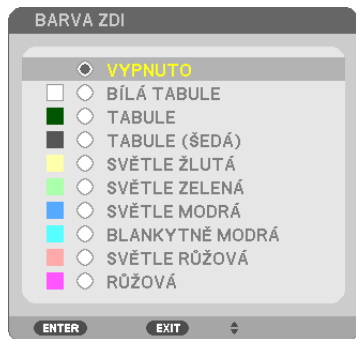 BARVA ZDI
VYPNUTO
BÍLÁ TABULE
TABULE
TABULE (ŠEDÁ)
SVĚTLE ŽLUTÁ
SVĚTLE ZELENÁ
SVĚTLE MODRÁ
BLANKYTNĚ MODRÁ
SVĚTLE RŮŽOVÁ
RŮŽOVÁ
ENTER EXIT